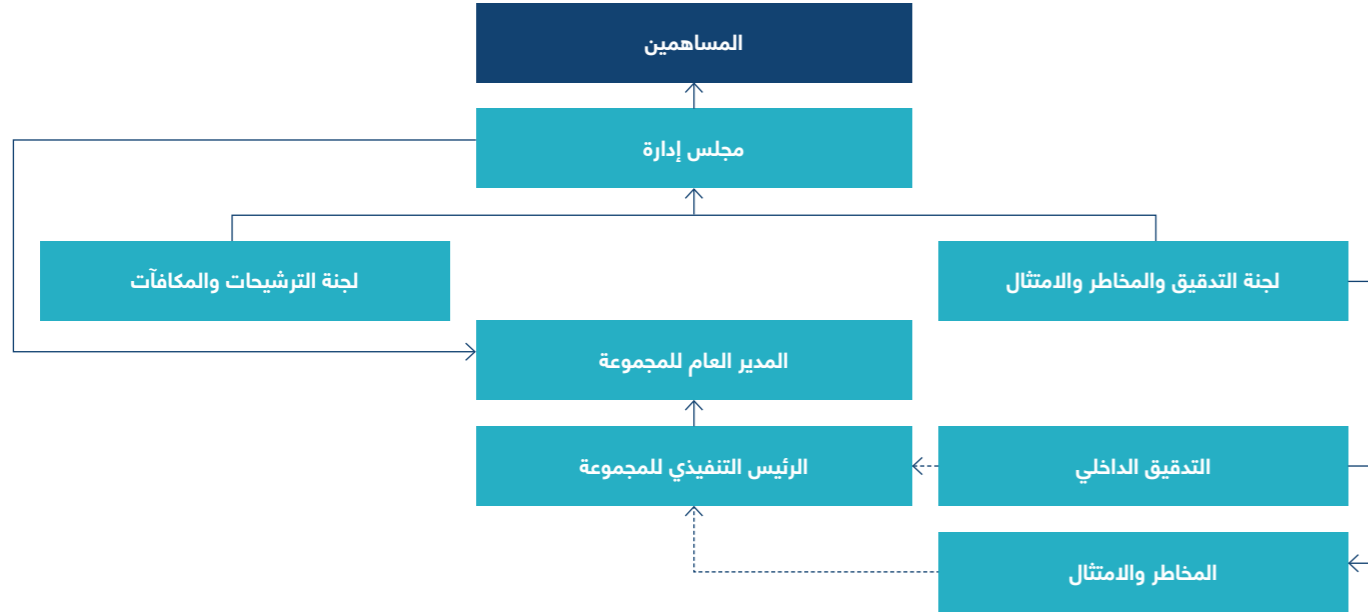 المساهمين
مجلس إدارة
لجنة التدقيق والمخاطر والامتثال
لجنة الترشيحات والمكافآت
المدير العام للمجموعة
التدقيق الداخلي
الرئيس التنفيذي للمجموعة
المخاطر والامتثال